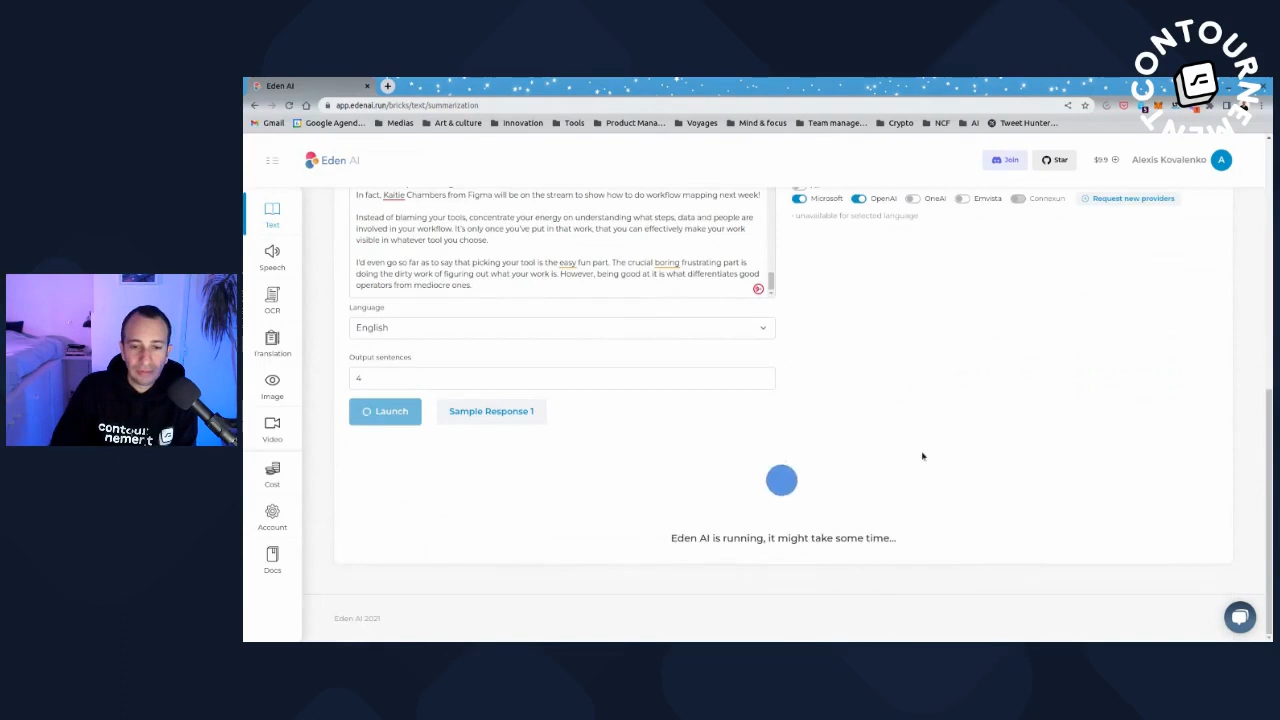 CONTOURNEMENT
Eden AI
app.edenai.run/bricks/text/summarization
Gmail
Google Agend...
Medias
Art & culture
Innovation
Tools
Product Mana...
Voyages
Mind & focus
Team manage...
Crypto
NCF
AI
Tweet Hunter...
Eden AI
Join
Star
$9.9
Alexis Kovalenko
A
Text
Speech
OCR
Translation
Image
Video
Cost
Account
Docs
In fact, Kaitie Chambers from Figma will be on the stream to show how to do workflow mapping next week!
Instead of blaming your tools, concentrate your energy on understanding what steps, data and people are
involved in your workflow. It's only once you've put in that work, that you can effectively make your work
visible in whatever tool you choose.
I'd even go so far as to say that picking your tool is the easy fun part. The crucial boring frustrating part is
doing the dirty work of figuring out what your work is. However, being good at it is what differentiates good
operators from mediocre ones.
Microsoft
OpenAI
OneAI
Emvista
Connexun
Request new providers
- unavailable for selected language
Language
English
Output sentences
4
Launch
Sample Response 1
Eden AI is running, it might take some time...
Eden AI 2021
contour
nement